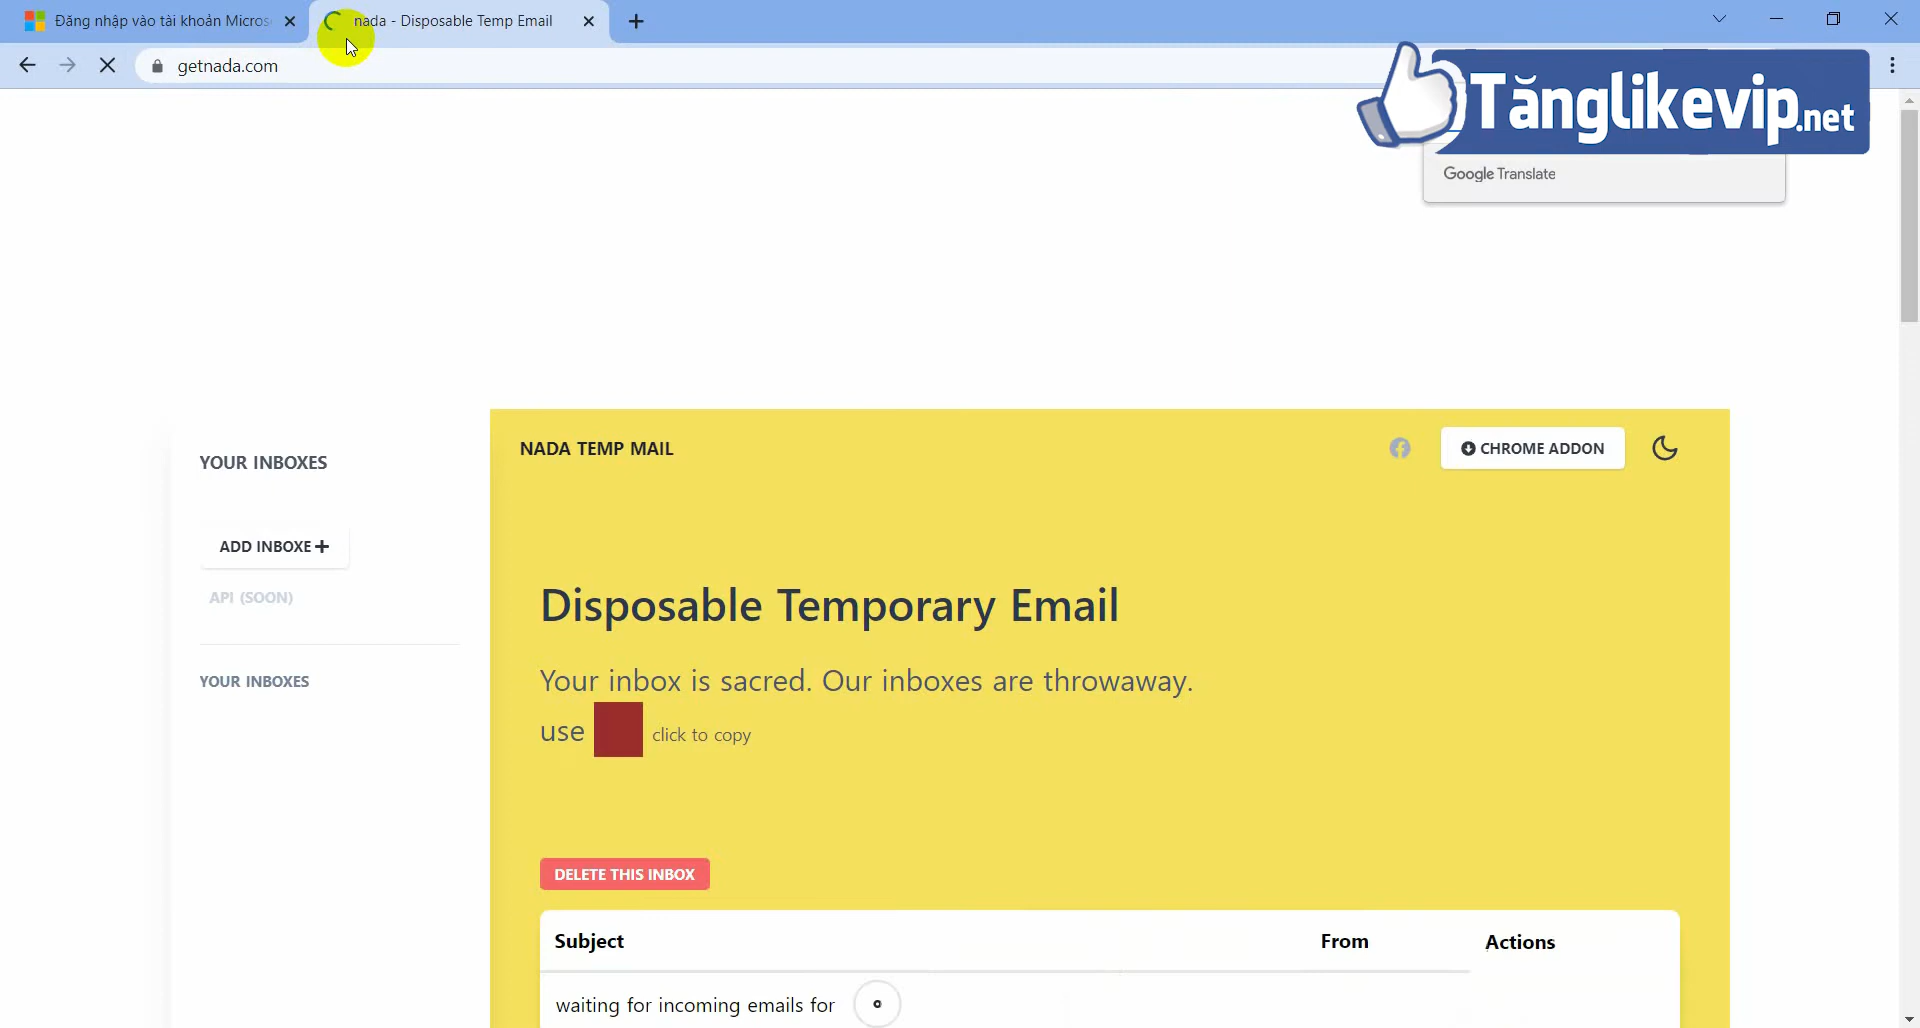 Đăng nhập vào tài khoản Micros
nada - Disposable Temp Email
getnada.com
Tănglikevip.net
Google Translate
YOUR INBOXES
NADA TEMP MAIL
CHROME ADDON
ADD INBOXE
API (SOON)
Disposable Temporary Email
YOUR INBOXES
Your inbox is sacred. Our inboxes are throwaway.
use click to copy
DELETE THIS INBOX
Subject From Actions
waiting for incoming emails for